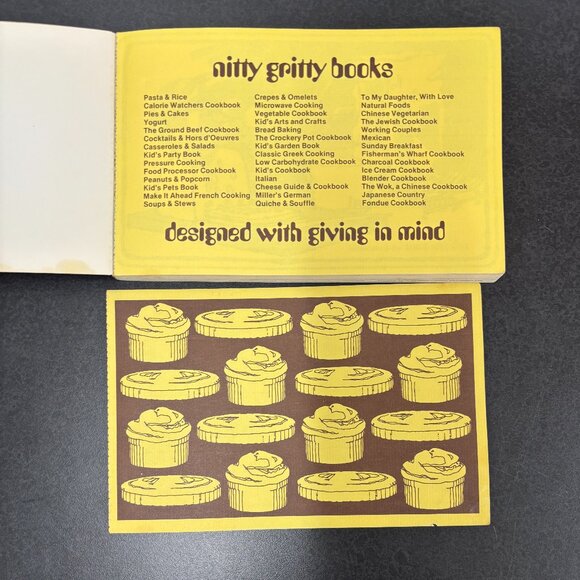 nitty gritty books
Pasta & Rice
Calorie Watchers Cookbook
Pies & Cakes
Yogurt
The Ground Beef Cookbook
Cocktails & Hors d'Oeuvres
Casseroles & Salads
Kid's Party Book
Pressure Cooking
Food Processor Cookbook
Peanuts & Popcorn
Kid's Pets Book
Make It Ahead French Cooking
Soups & Stews
Crepes & Omelets
Microwave Cooking
Vegetable Cookbook
Kid's Arts and Crafts
Bread Baking
The Crockery Pot Cookbook
Kid's Garden Book
Classic Greek Cooking
Low Carbohydrate Cookbook
Kid's Cookbook
Italian
Cheese Guide & Cookbook
Miller's German
Quiche & Souffle
To My Daughter, With Love
Natural Foods
Chinese Vegetarian
The Jewish Cookbook
Working Couples
Mexican
Sunday Breakfast
Fisherman's Wharf Cookbook
Charcoal Cookbook
Ice Cream Cookbook
Blender Cookbook
The Wok, a Chinese Cookbook
Japanese Country
Fondue Cookbook
designed with giving in mind